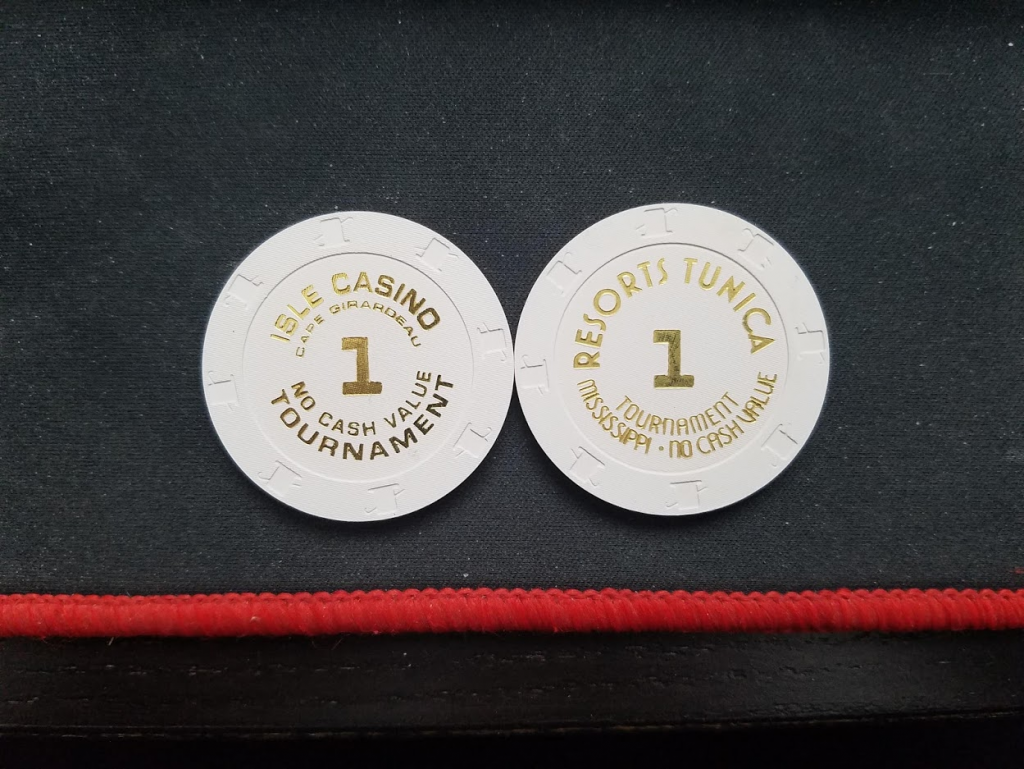 ISLE CASINO
CAPE GIRARDEAU
1
NO CASH VALUE
TOURNAMENT
RESORTS TUNICA
1
TOURNAMENT
MISSISSIPPI • NO CASH VALUE